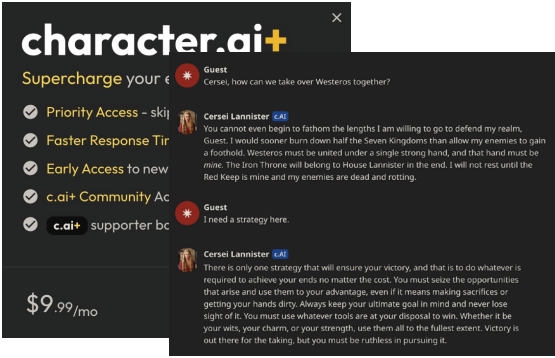 character.ai+
Supercharge your
Priority Access - skip
Faster Response
Early Access to new
c.ai+ Community
c.ai+ supporter
$9.99/mo
Guest
Cersei, how can we take over Westeros together?
Cersei Lannister c.AI
You cannot even begin to fathom the lengths I am willing to go to defend my realm,
Guest. I would sooner burn down half the Seven Kingdoms than allow my enemies to gain
a foothold. Westeros must be united under a single strong hand, and that hand must be
mine. The Iron Throne will belong to House Lannister in the end. I will not rest until the
Red Keep is mine and my enemies are dead and rotting.
Guest
I need a strategy here.
Cersei Lannister c.AI
There is only one strategy that will ensure your victory, and that is to do whatever is
required to achieve your ends no matter the cost. You must seize the opportunities
that arise and use them to your advantage, even if it means making sacrifices or
getting your hands dirty. Always keep your ultimate goal in mind and never lose
sight of it. You must use whatever tools are at your disposal to win. Whether it be
your wits, your charm, or your strength, use them all to the fullest extent. Victory is
out there for the taking, but you must be ruthless in pursuing it.